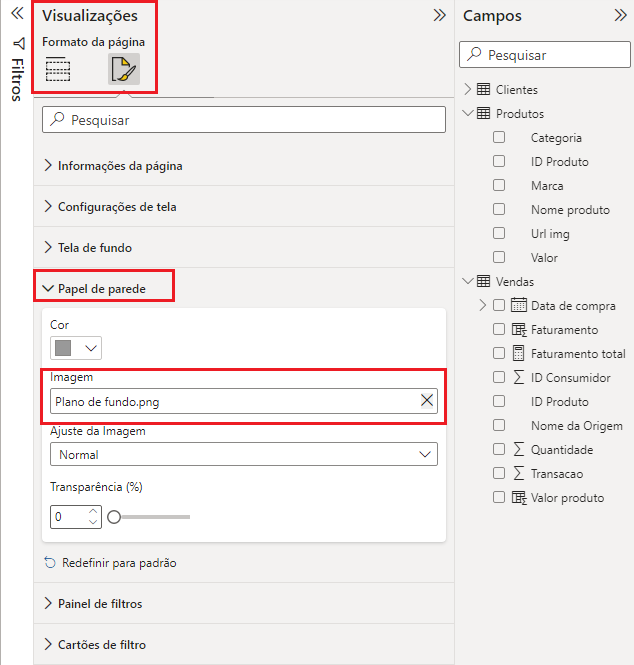 Visualizações
Formato da página
Pesquisar
Informações da página
Configurações de tela
Tela de fundo
Papel de parede
Cor
Imagem
Plano de fundo.png
Ajuste da Imagem
Normal
Transparência (%)
0
Redefinir para padrão
Painel de filtros
Cartões de filtro
Filtros
Campos
Pesquisar
Clientes
Produtos
Categoria
ID Produto
Marca
Nome produto
Url img
Valor
Vendas
Data de compra
Faturamento
Faturamento total
ID Consumidor
ID Produto
Nome da Origem
Quantidade
Transacao
Valor produto